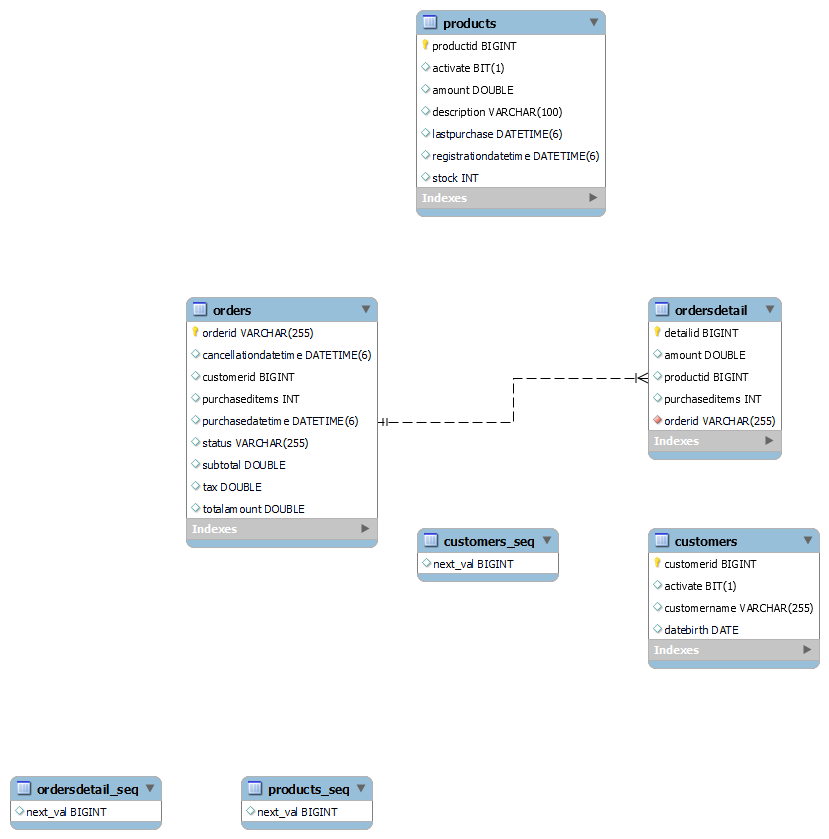 products
productid BIGINT
activate BIT(1)
amount DOUBLE
description VARCHAR(100)
lastpurchase DATETIME(6)
registrationdatetime DATETIME(6)
stock INT
Indexes
orders
orderid VARCHAR(255)
cancellationdatetime DATETIME(6)
customerid BIGINT
purchaseditems INT
purchasedatetime DATETIME(6)
status VARCHAR(255)
subtotal DOUBLE
tax DOUBLE
totalamount DOUBLE
Indexes
ordersdetail
detailid BIGINT
amount DOUBLE
productid BIGINT
purchaseditems INT
orderid VARCHAR(255)
Indexes
customers_seq
next_val BIGINT
customers
customerid BIGINT
activate BIT(1)
customername VARCHAR(255)
datebirth DATE
Indexes
ordersdetail_seq
next_val BIGINT
products_seq
next_val BIGINT